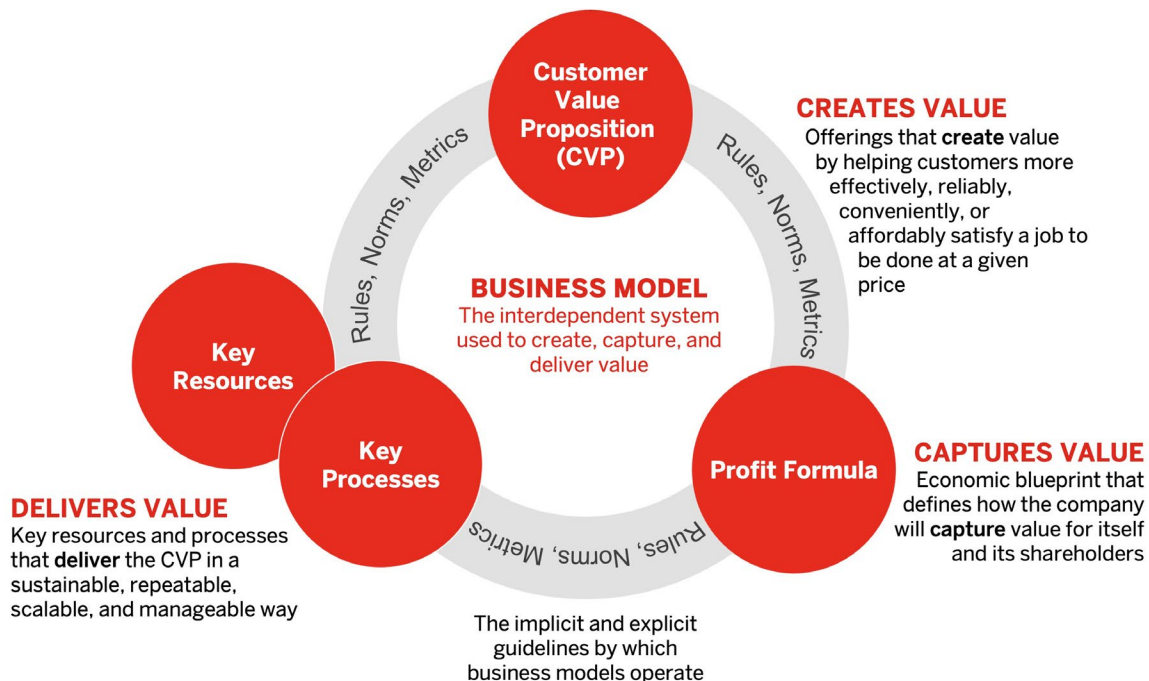 Customer
Value
Proposition
(CVP)
CREATES VALUE
Offerings that create value
by helping customers more
effectively, reliably,
conveniently, or
affordably satisfy a job to
be done at a given
price
Rules, Norms, Metrics
Rules, Norms, Metrics
BUSINESS MODEL
The interdependent system
used to create, capture, and
deliver value
Key
Resources
Key
Processes
Profit Formula
CAPTURES VALUE
Economic blueprint that
defines how the company
will capture value for itself
and its shareholders
DELIVERS VALUE
Key resources and processes
that deliver the CVP in a
sustainable, repeatable,
scalable, and manageable way
Rules, Norms, Metrics
The implicit and explicit
guidelines by which
business models operate